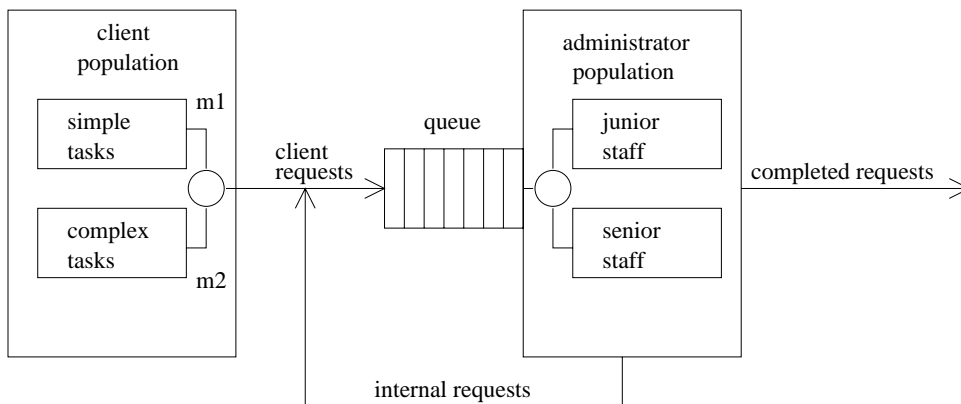 client
population
m1
simple
tasks
complex
tasks
m2
client
requests
queue
administrator
population
junior
staff
senior
staff
completed requests
internal requests